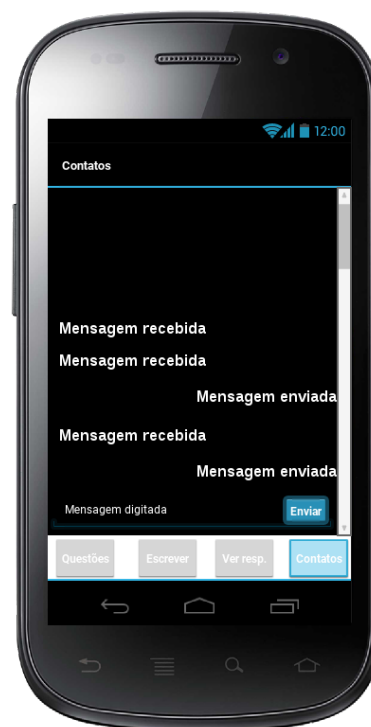 12:00
Contatos
Mensagem recebida
Mensagem recebida
Mensagem enviada
Mensagem recebida
Mensagem enviada
Mensagem digitada Enviar
Questões Escrever Ver resp. Contatos